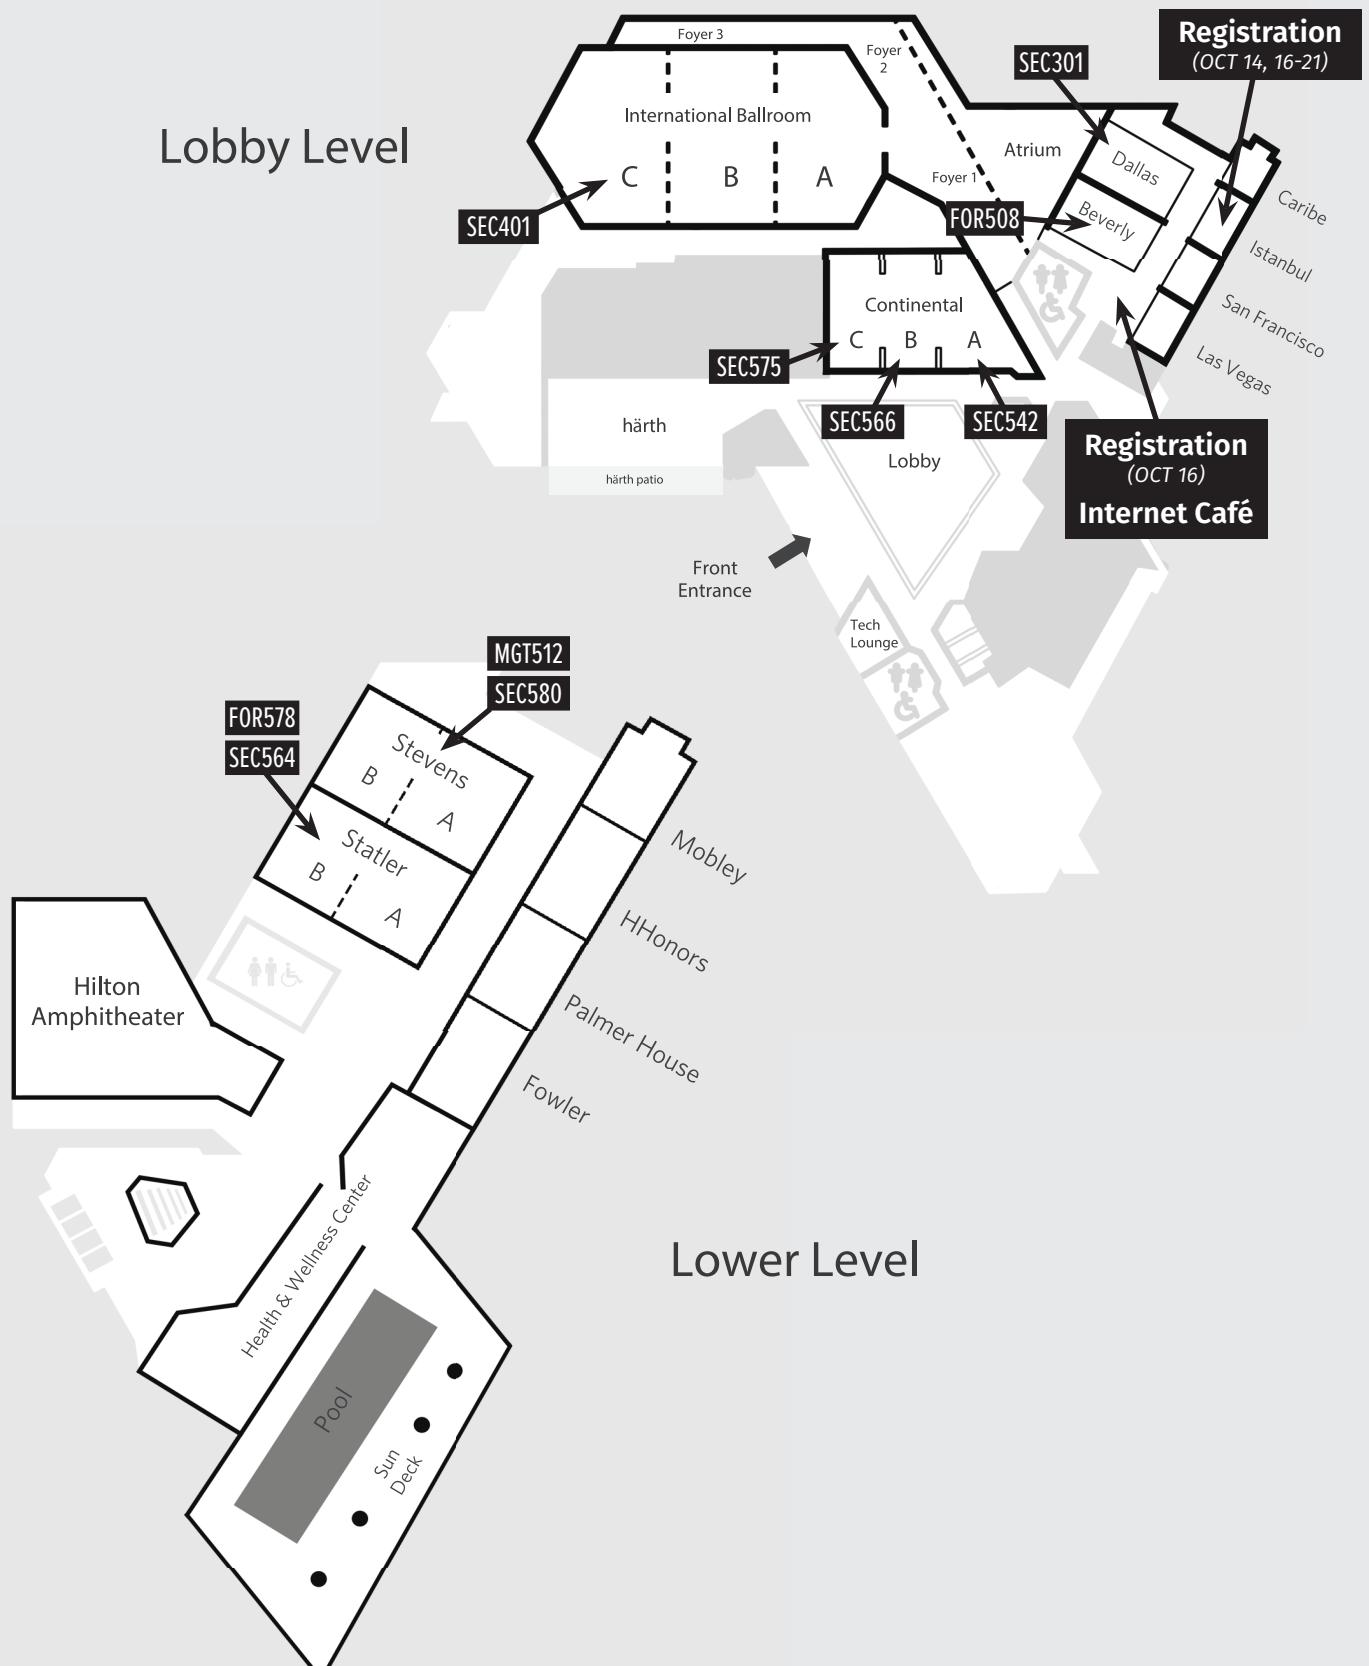 Lobby Level
Foyer 3
Foyer
2
International Ballroom
C
B
A
SEC401
Foyer 1
Atrium
SEC301
Registration
(OCT 14, 16-21)
Dallas
FOR508
Beverly
Caribe
Istanbul
San Francisco
Las Vegas
Continental
C
B
A
SEC575
SEC566
SEC542
Registration
(OCT 16)
Internet Café
härth
härth patio
Lobby
Front
Entrance
Tech
Lounge
MGT512
SEC580
FOR578
SEC564
Stevens
B
A
Statler
B
A
Mobley
HHonors
Palmer House
Fowler
Hilton
Amphitheater
Lower Level
Health & Wellness Center
Pool
Sun
Deck